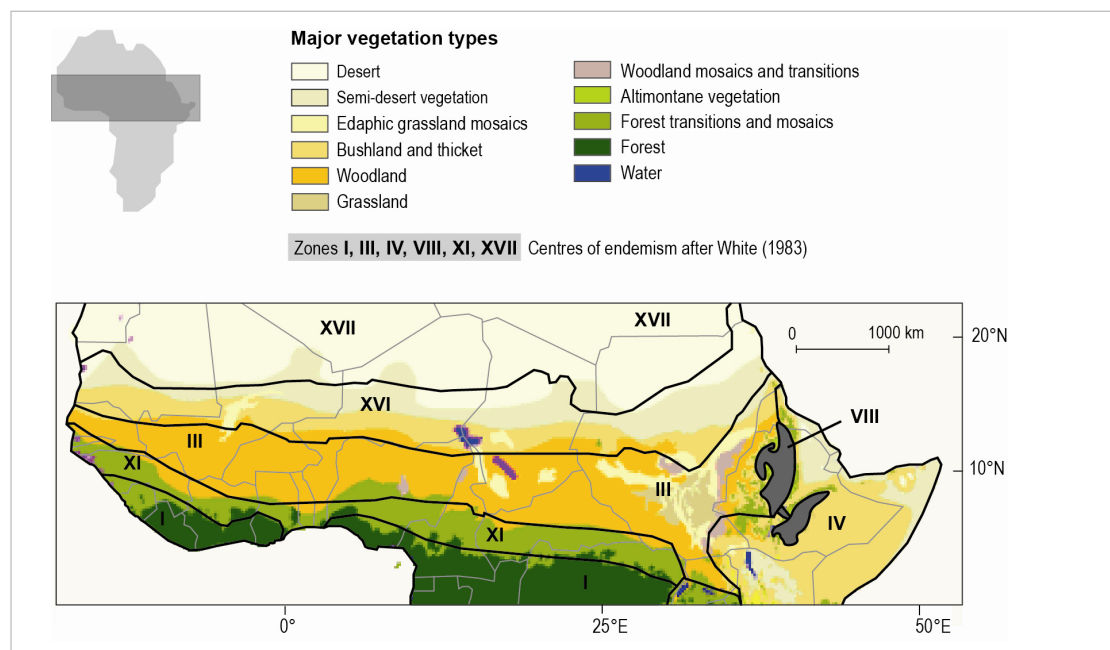 Major vegetation types
Desert
Semi-desert vegetation
Edaphic grassland mosaics
Bushland and thicket
Woodland
Grassland
Woodland mosaics and transitions
Altimontane vegetation
Forest transitions and mosaics
Forest
Water
Zones I, III, IV, VIII, XI, XVII Centres of endemism after White (1983)
XVII
XVII
0 1000 km
20°N
XVI
VIII
III
XI
10°N
III
I
XI
IV
I
0°
25°E
50°E